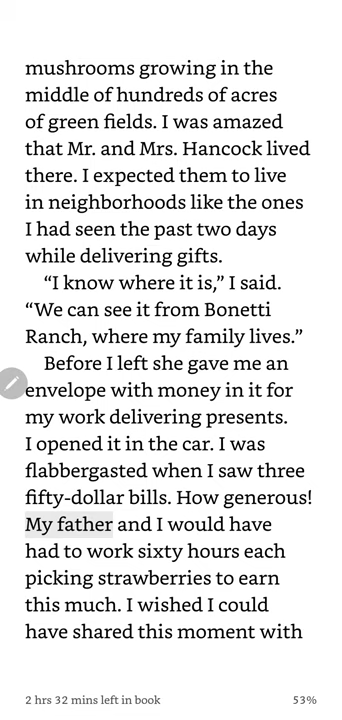 mushrooms growing in the
middle of hundreds of acres
of green fields. I was amazed
that Mr. and Mrs. Hancock lived
there. I expected them to live
in neighborhoods like the ones
I had seen the past two days
while delivering gifts.
“I know where it is,” I said.
“We can see it from Bonetti
Ranch, where my family lives.”
Before I left she gave me an
envelope with money in it for
my work delivering presents.
I opened it in the car. I was
flabbergasted when I saw three
fifty-dollar bills. How generous!
My father and I would have
had to work sixty hours each
picking strawberries to earn
this much. I wished I could
have shared this moment with
2 hrs 32 mins left in book 53%